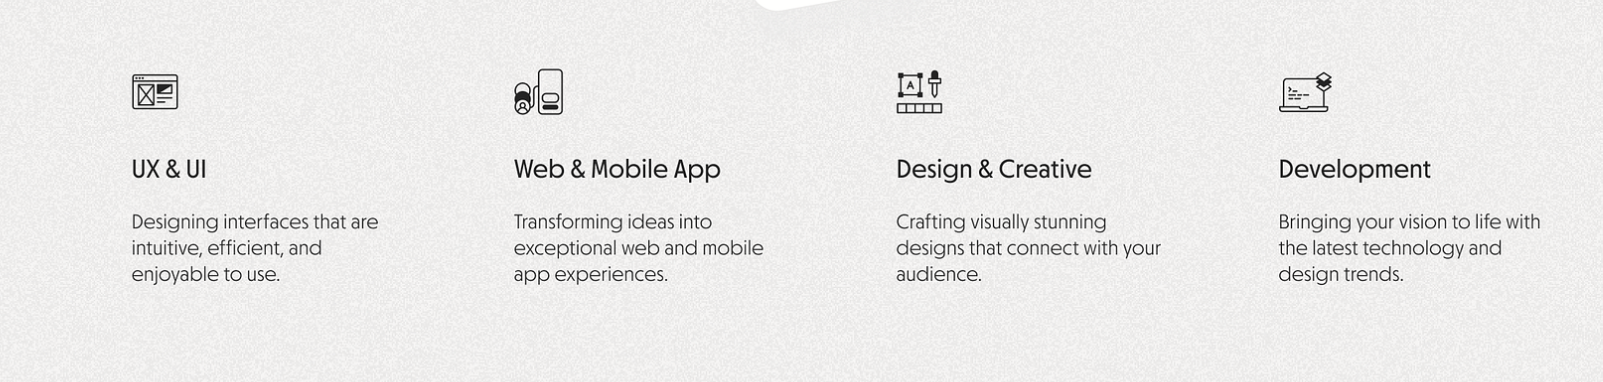 UX & UI
Designing interfaces that are
intuitive, efficient, and
enjoyable to use.
Web & Mobile App
Transforming ideas into
exceptional web and mobile
app experiences.
A
Design & Creative
Crafting visually stunning
designs that connect with your
audience.
Development
Bringing your vision to life with
the latest technology and
design trends.